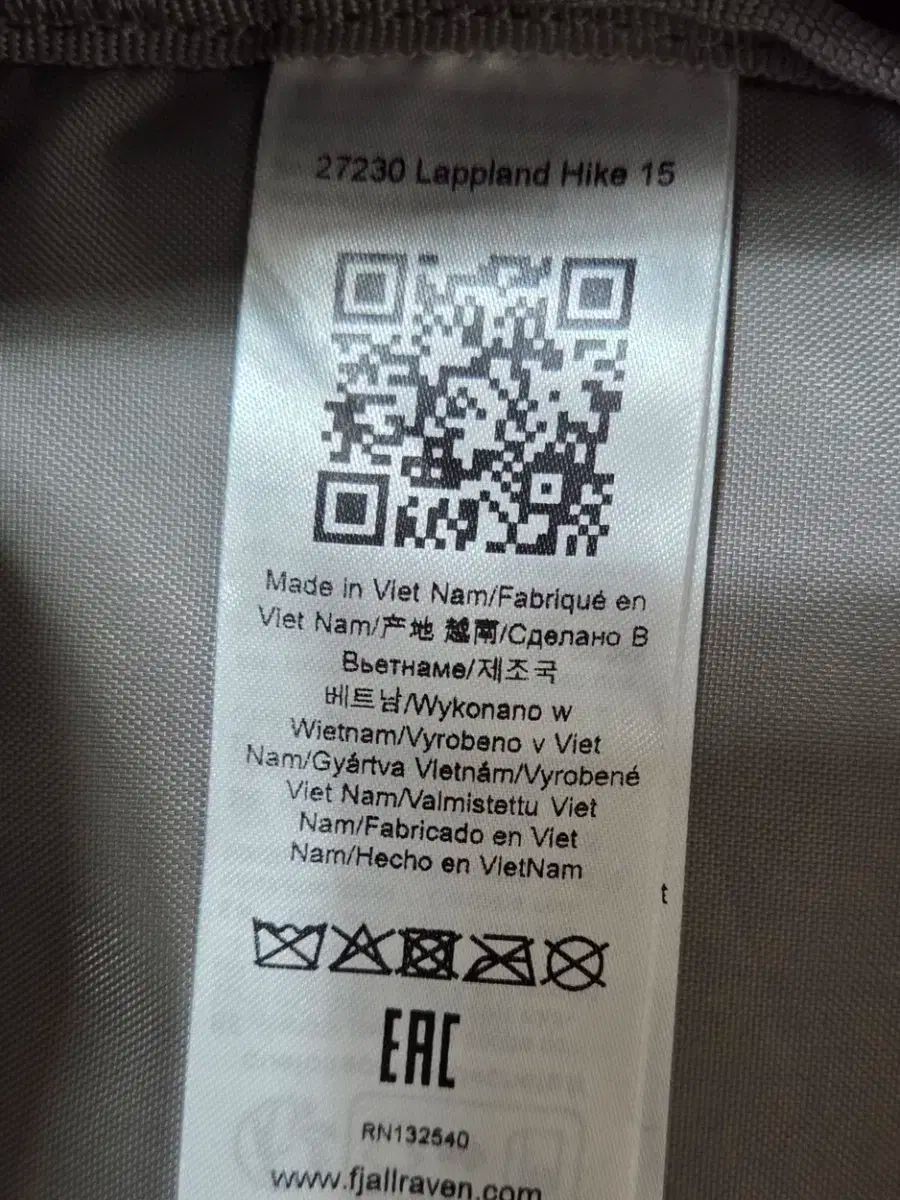 27230 Lappland Hike 15
Made in Viet Nam/Fabriqué en
Viet Nam/产地 越南/Сделано В
Вьетнаме/제조국
베트남/Wykonano w
Wietnam/Vyrobeno v Viet
Nam/Gyártva Vietnám/Vyrobené
Viet Nam/Valmistettu Viet
Nam/Fabricado en Viet
Nam/Hecho en VietNam
t
EAC
RN132540
www.fjallraven.com